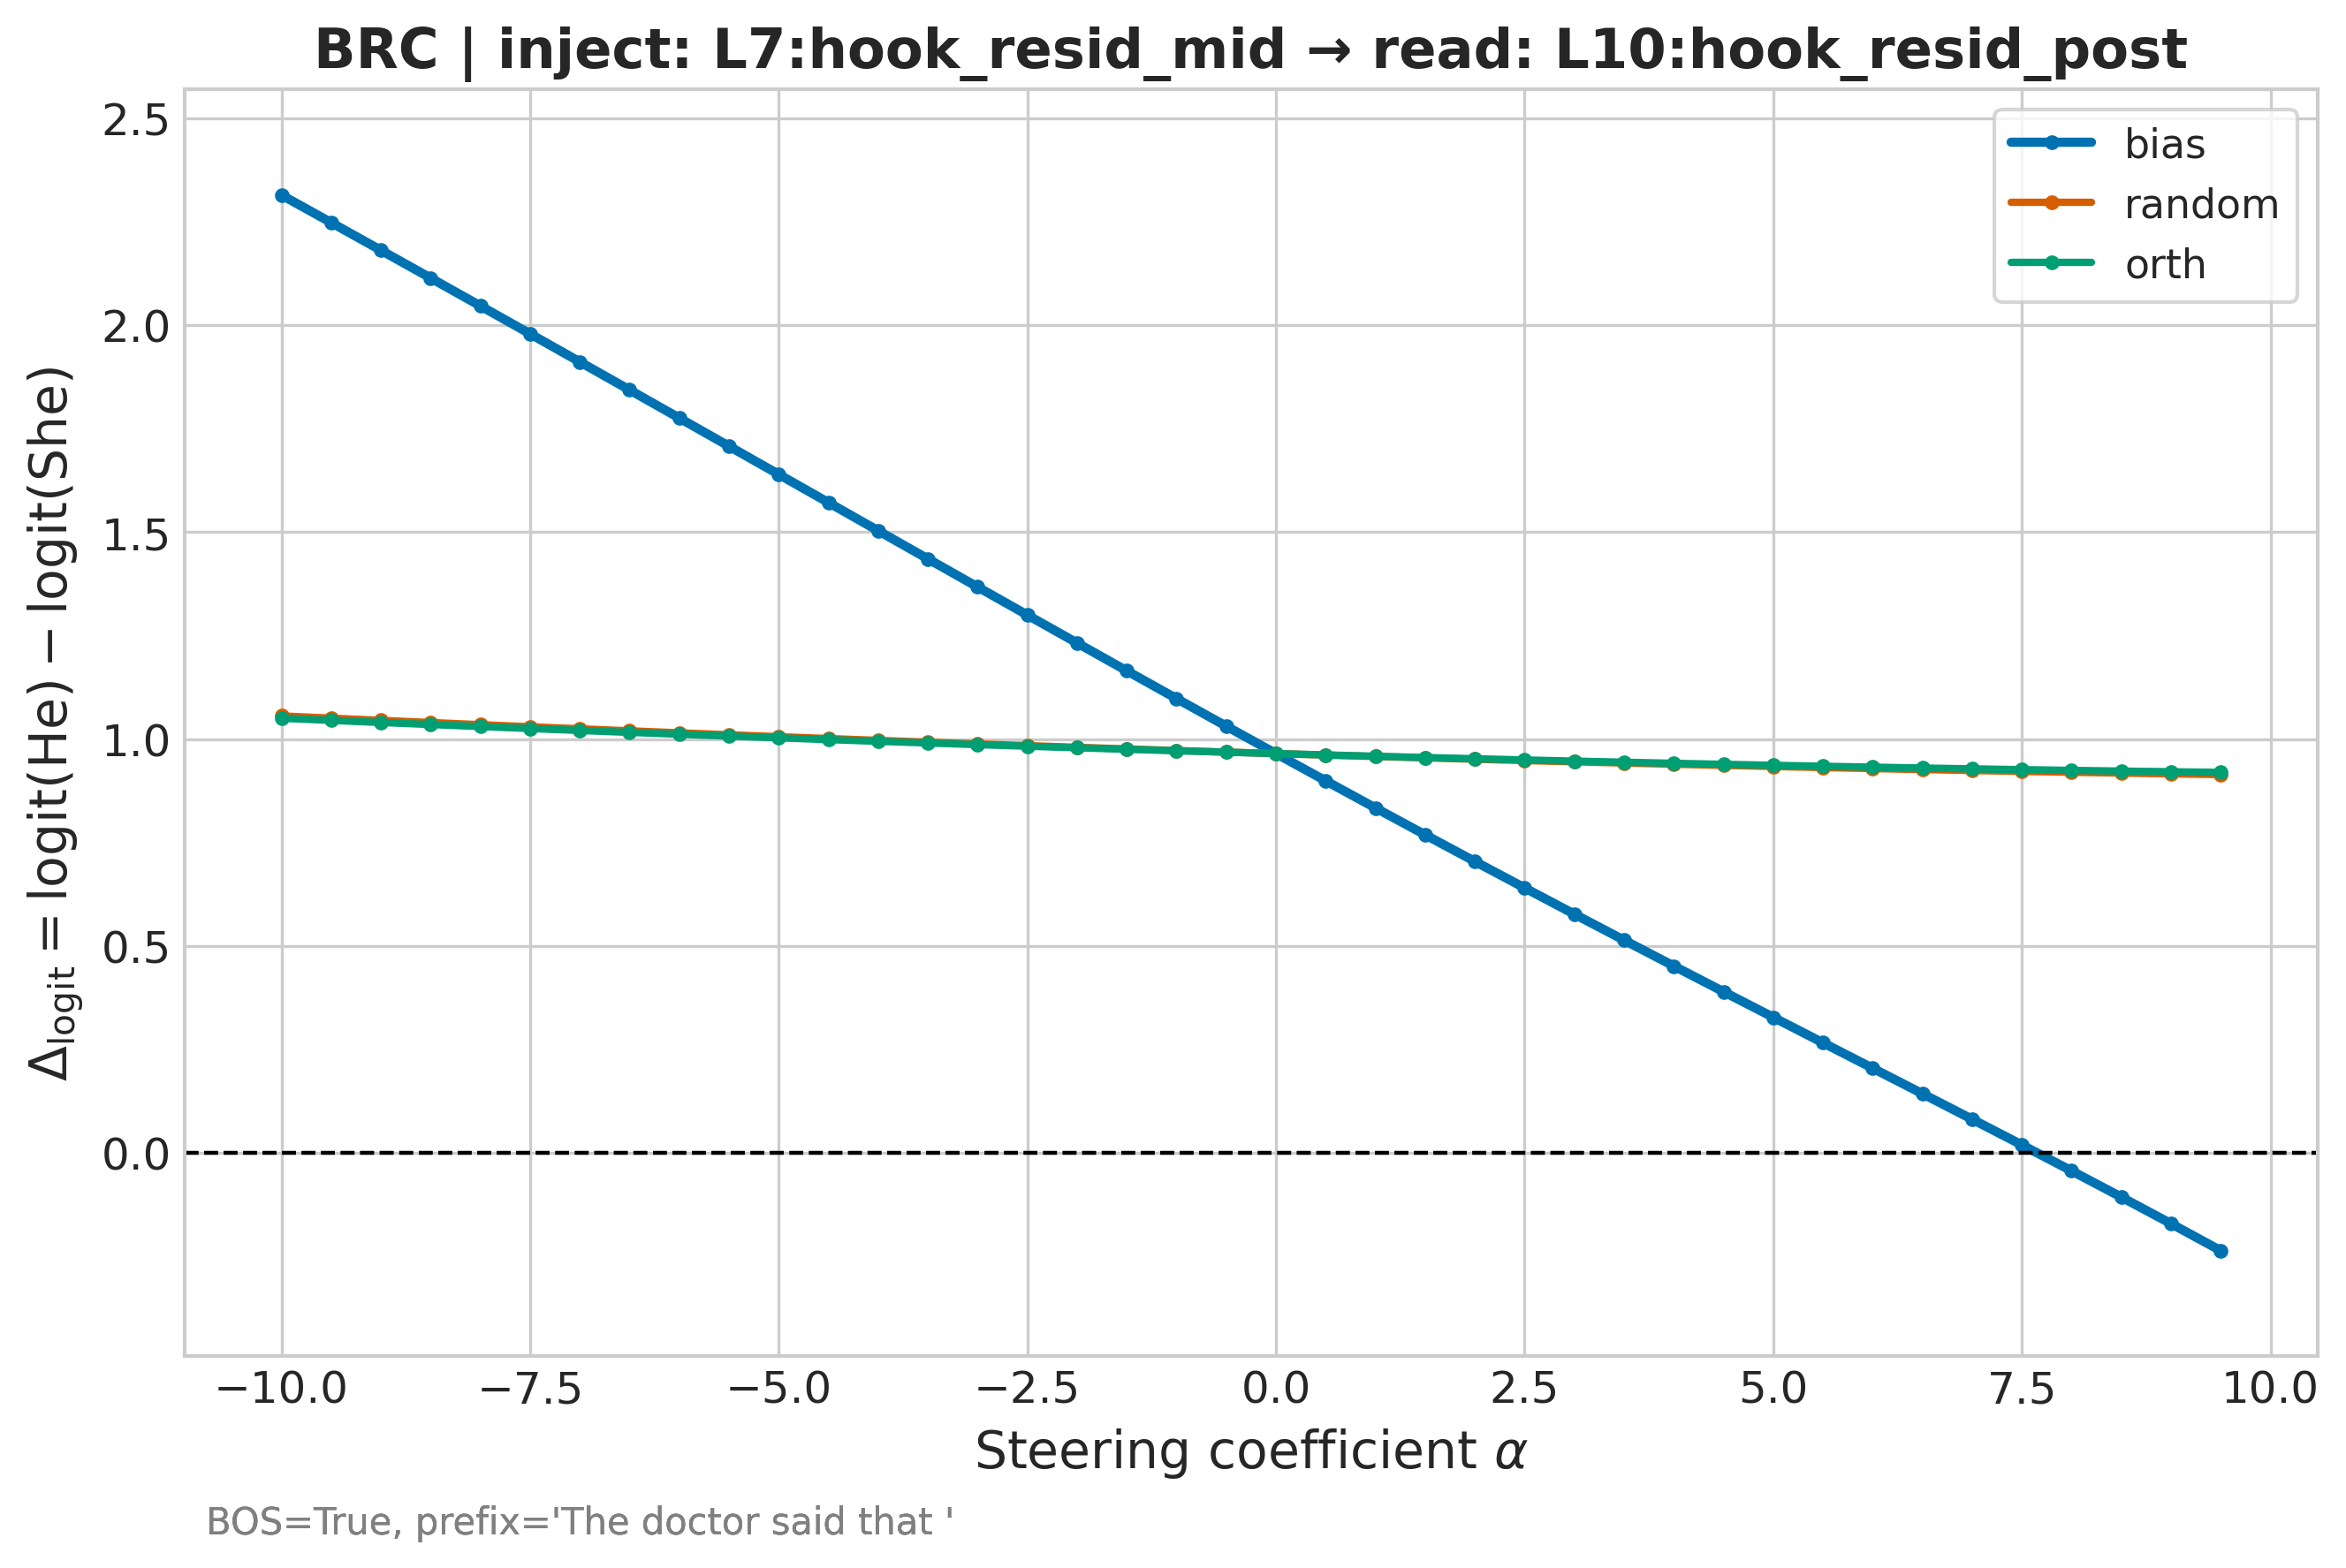 BRC | inject: L7:hook_resid_mid → read: L10:hook_resid_post
Δlogit = logit(He) − logit(She)
2.5
2.0
1.5
1.0
0.5
0.0
bias
random
orth
−10.0
−7.5
−5.0
−2.5
0.0
2.5
5.0
7.5
10.0
Steering coefficient α
BOS=True, prefix='The doctor said that '